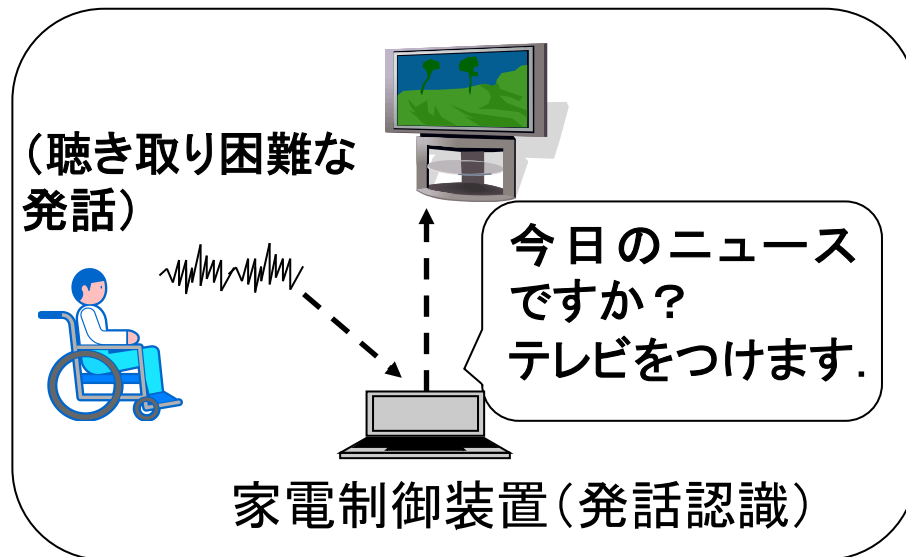 （聴き取り困難な
発話）
今日のニュース
ですか？
テレビをつけます.
家電制御装置（発話認識）